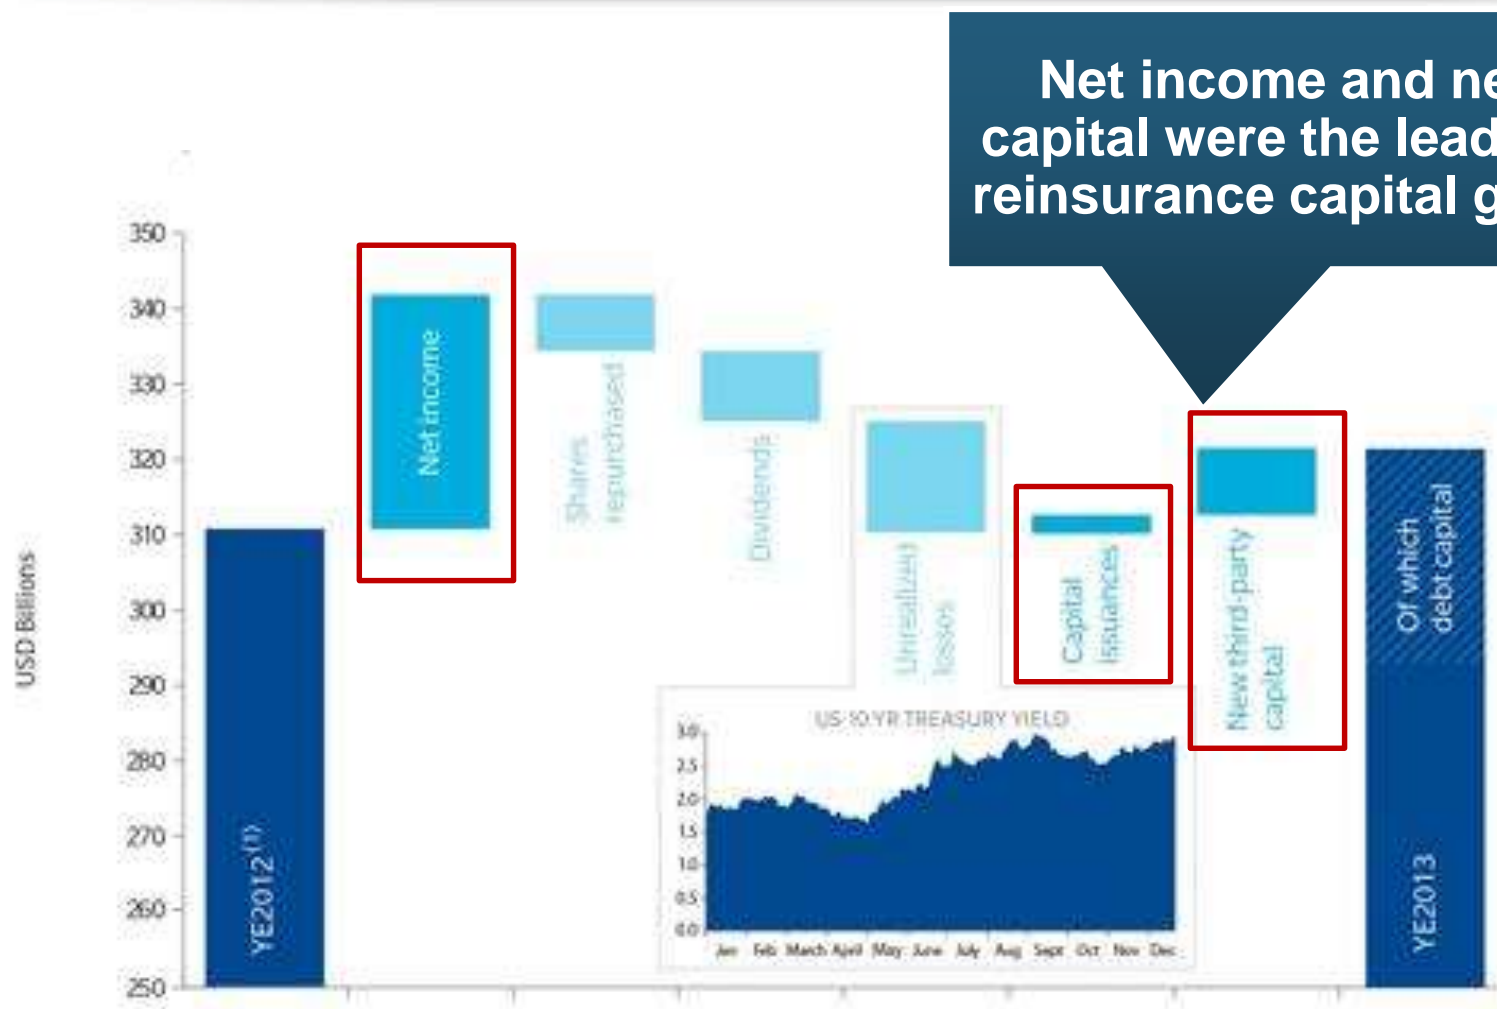 Net income and ne
capital were the lead
reinsurance capital g
USD Billions
350
340
330
320
310
300
290
280
270
260
250
YE2012(1)
Net income
Shares
repurchased
Dividends
Unrealized
losses
Capital
issuances
New third-party
capital
Of which
debt capital
YE2013
US 10 YR TREASURY YIELD
3.0
2.5
2.0
1.5
1.0
0.5
0.0
Jan Feb March April May June July Aug Sept Oct Nov Dec